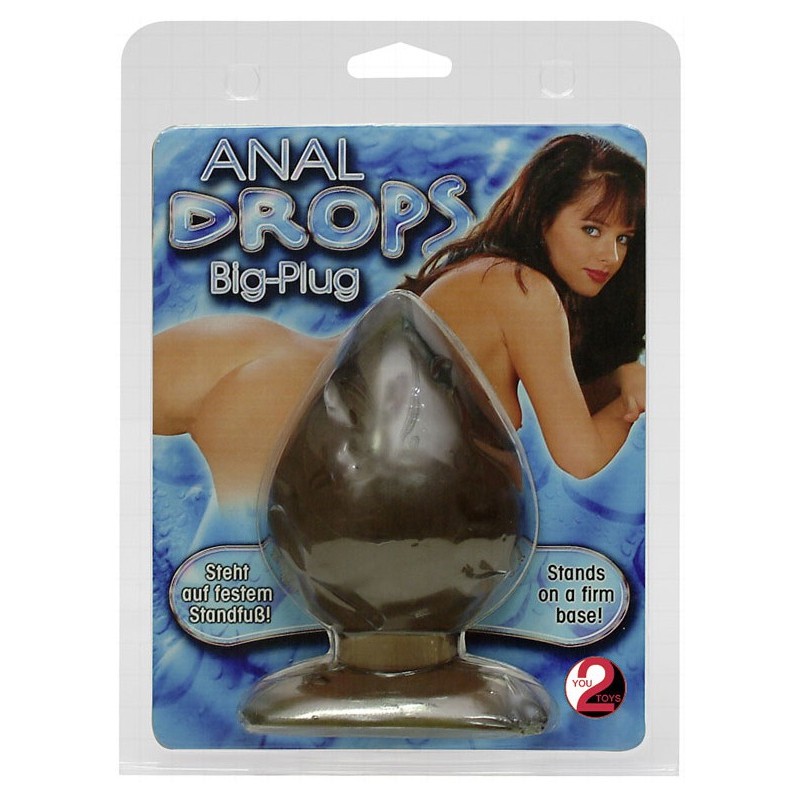 ANAL
DROPS
Big-Plug
Steht
auf festem
Standfuß!
Stands
on a firm
base!
YOU
2
TOYS